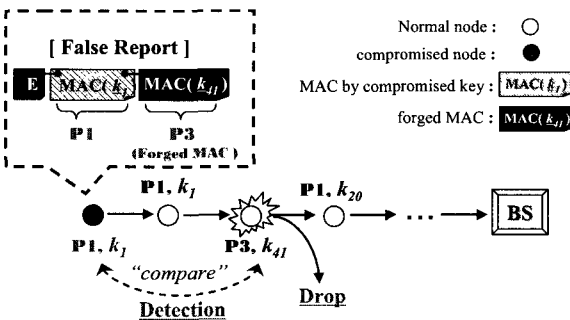 Normal node :
compromised node :
MAC by compromised key : MAC(k1)
forged MAC : MAC(k41)
[ False Report ]
E MAC(k1) MAC(k41)
P1 P3
(Forged MAC )
P1, k1 P1, k20
... BS
P1, k1 P3, k41
“compare”
Detection Drop